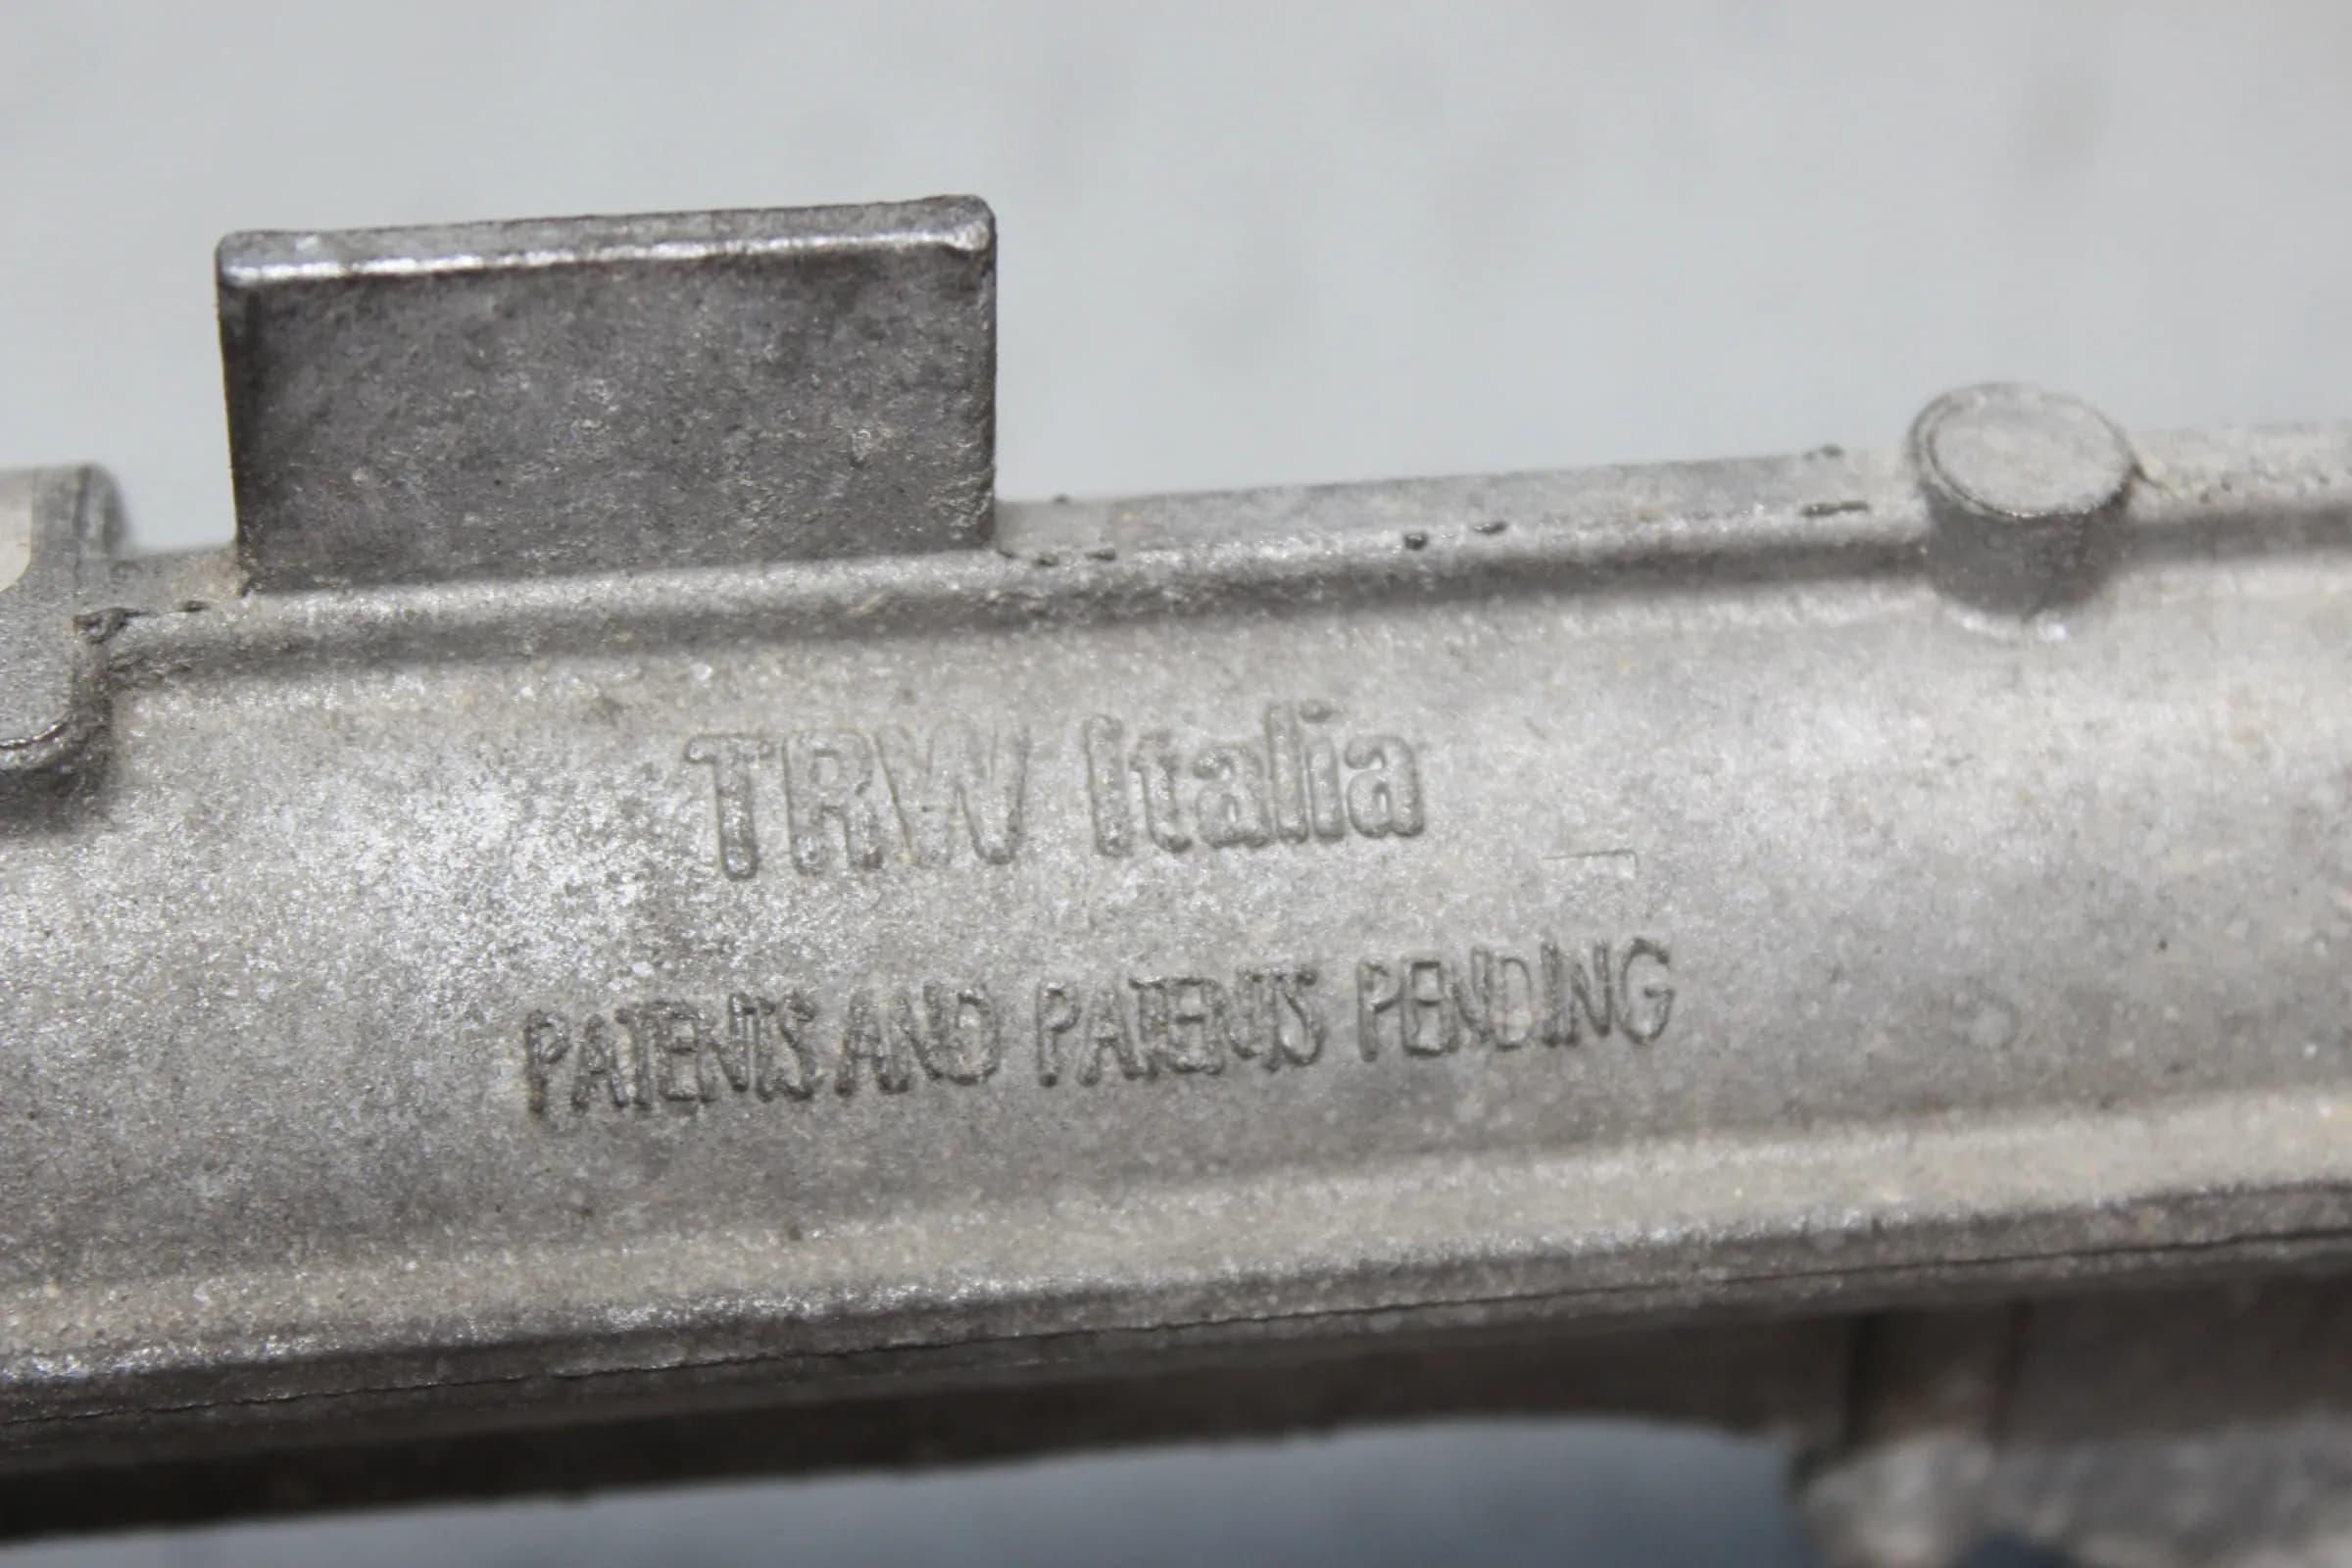 TRW Italia
PATENTS AND PATENTS PENDING